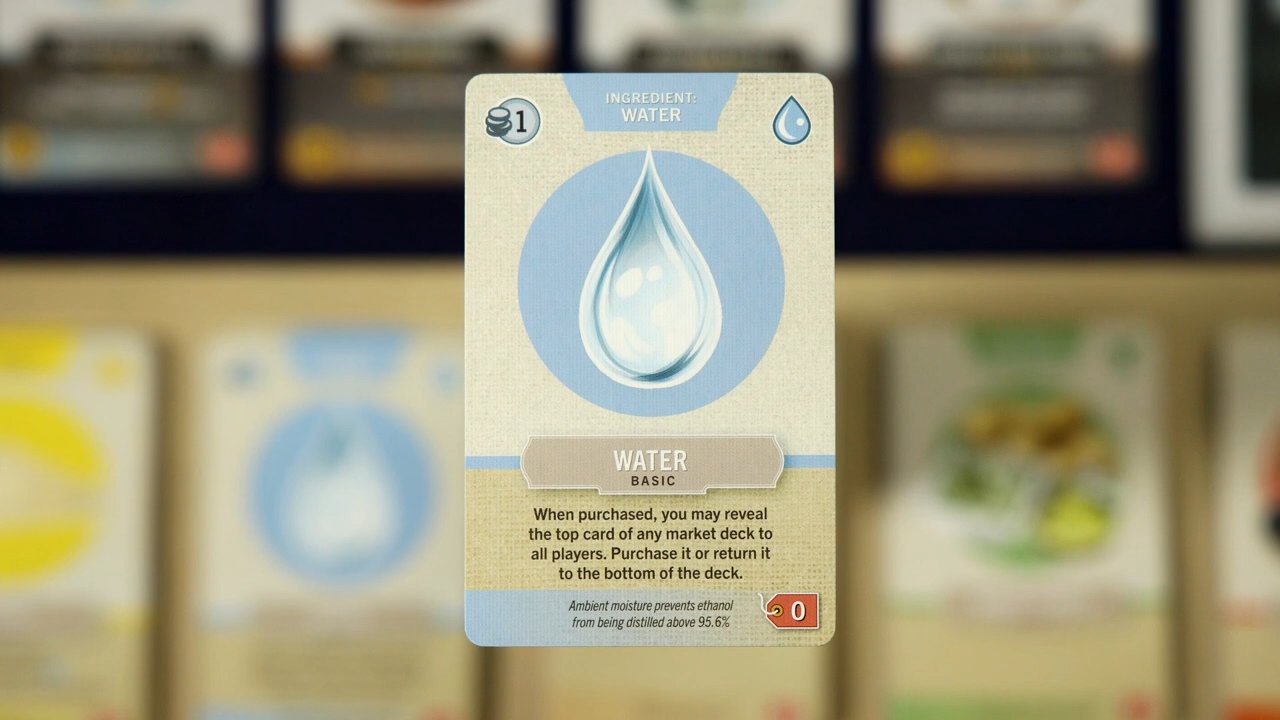 INGREDIENT:
WATER
1
WATER
BASIC
When purchased, you may reveal
the top card of any market deck to
all players. Purchase it or return it
to the bottom of the deck.
Ambient moisture prevents ethanol
from being distilled above 95.6%
0